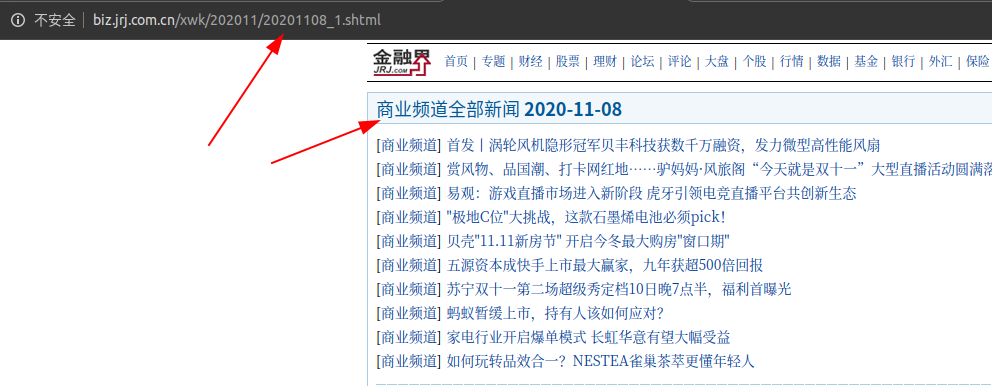 不安全 | biz.jrj.com.cn/xwk/202011/20201108_1.shtml
金融界
JRJ.COM
首页 | 专题 | 财经 | 股票 | 理财 | 论坛 | 评论 | 大盘 | 个股 | 行情 | 数据 | 基金 | 银行 | 外汇 | 保险
商业频道全部新闻 2020-11-08
[商业频道] 首发丨涡轮风机隐形冠军贝丰科技获数千万融资，发力微型高性能风扇
[商业频道] 赏风物、品国潮、打卡网红地……驴妈妈·风旅阁“今天就是双十一”大型直播活动圆满落
[商业频道] 易观：游戏直播市场进入新阶段 虎牙引领电竞直播平台共创新生态
[商业频道] "极地C位"大挑战，这款石墨烯电池必须pick！
[商业频道] 贝壳"11.11新房节" 开启今冬最大购房"窗口期"
[商业频道] 五源资本成快手上市最大赢家，九年获超500倍回报
[商业频道] 苏宁双十一第二场超级秀定档10日晚7点半，福利首曝光
[商业频道] 蚂蚁暂缓上市，持有人该如何应对？
[商业频道] 家电行业开启爆单模式 长虹华意有望大幅受益
[商业频道] 如何玩转品效合一？NESTEA雀巢茶萃更懂年轻人